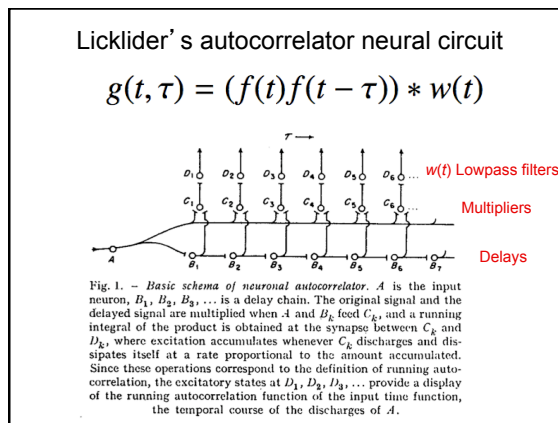 Licklider's autocorrelator neural circuit
g(t, τ) = (f(t)f(t − τ)) ∗ w(t)
τ →
D1 D2 D3 D4 D5 D6 ... w(t) Lowpass filters
C1 C2 C3 C4 C5 C6 ... Multipliers
A
B1 B2 B3 B4 B5 B6 B7 Delays
Fig. 1. – Basic schema of neuronal autocorrelator. A is the input
neuron, B1, B2, B3, ... is a delay chain. The original signal and the
delayed signal are multiplied when A and Bk feed Ck, and a running
integral of the product is obtained at the synapse between Ck and
Dk, where excitation accumulates whenever Ck discharges and dis-
sipates itself at a rate proportional to the amount accumulated.
Since these operations correspond to the definition of running auto-
correlation, the excitatory states at D1, D2, D3, ... provide a display
of the running autocorrelation function of the input time function,
the temporal course of the discharges of A.